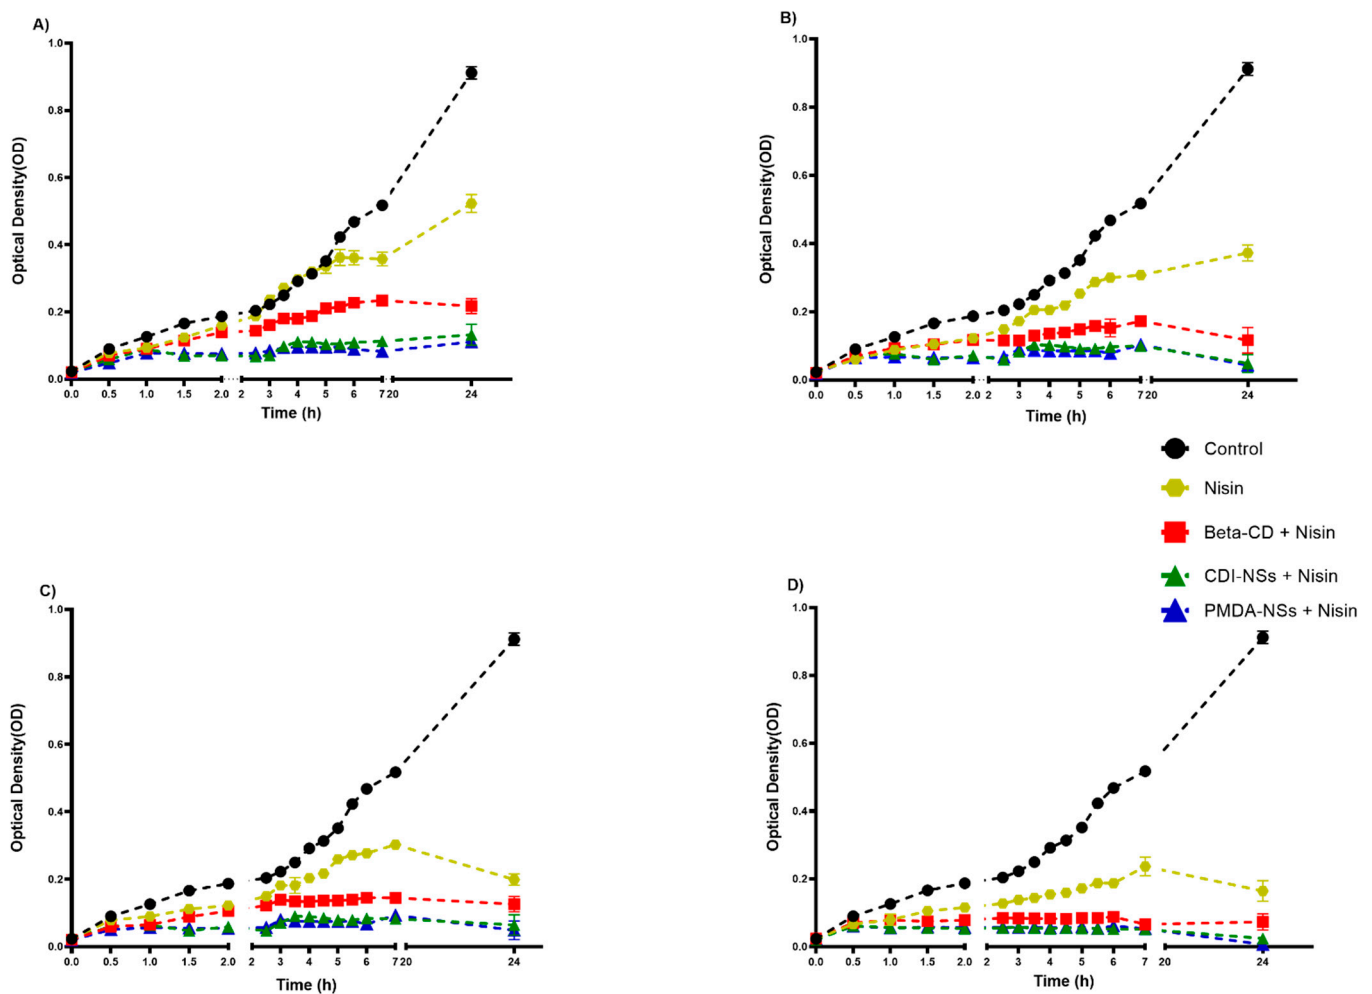 A)
1.0
0.8
0.6
0.4
0.2
0.0
Optical Density(OD)
0.0 0.5 1.0 1.5 2.0 2 3 4 5 6 7 20 24
Time (h)
B)
1.0
0.8
0.6
0.4
0.2
0.0
Optical Density(OD)
0.0 0.5 1.0 1.5 2.0 2 3 4 5 6 7 20 24
Time (h)
Control
Nisin
Beta-CD + Nisin
CDI-NSs + Nisin
PMDA-NSs + Nisin
C)
1.0
0.8
0.6
0.4
0.2
0.0
Optical Density(OD)
0.0 0.5 1.0 1.5 2.0 2 3 4 5 6 7 20 24
Time (h)
D)
1.0
0.8
0.6
0.4
0.2
0.0
Optical Density(OD)
0.0 0.5 1.0 1.5 2.0 2 3 4 5 6 7 20 24
Time (h)